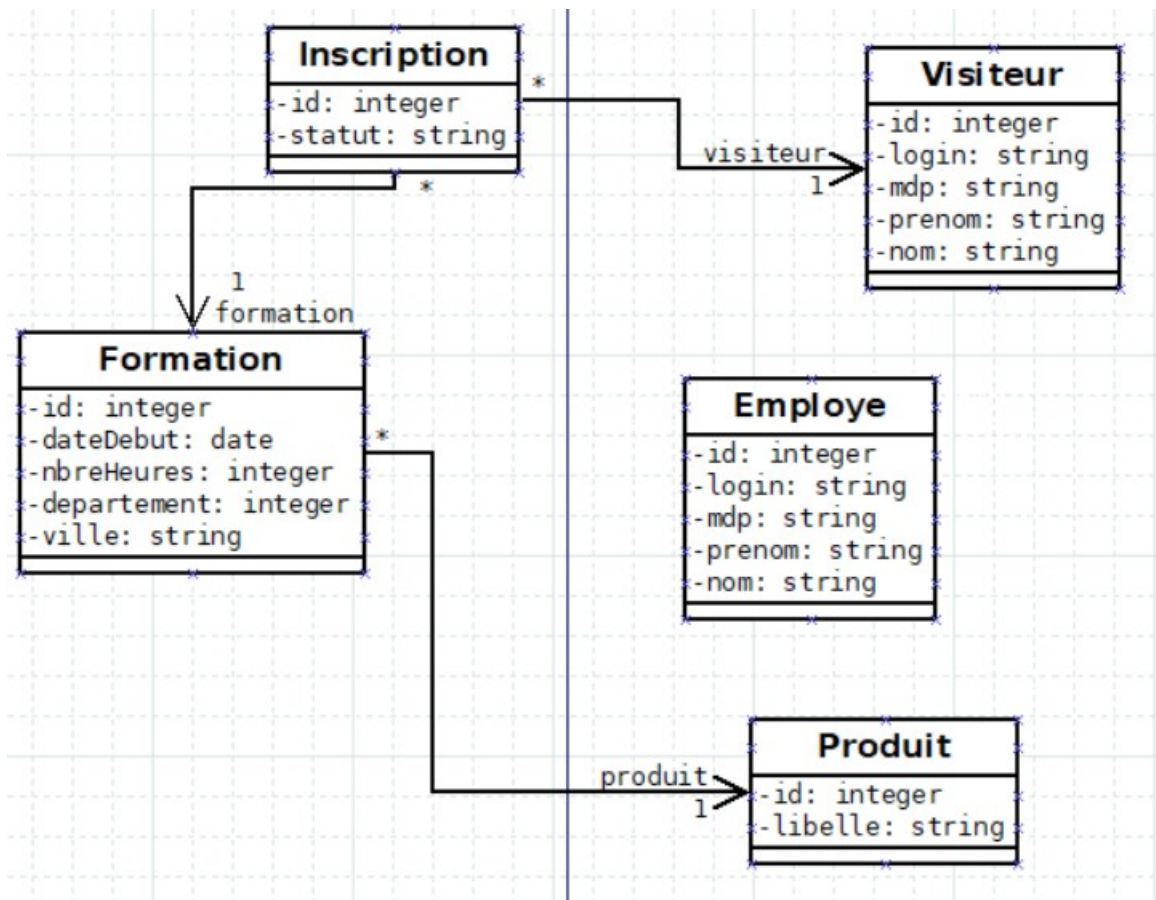 Inscription
-id: integer
-statut: string
*
*
visiteur
1
Visiteur
-id: integer
-login: string
-mdp: string
-prenom: string
-nom: string
1
formation
Formation
-id: integer
-dateDebut: date
-nbreHeures: integer
-departement: integer
-ville: string
*
Employe
-id: integer
-login: string
-mdp: string
-prenom: string
-nom: string
produit
1
Produit
-id: integer
-libelle: string